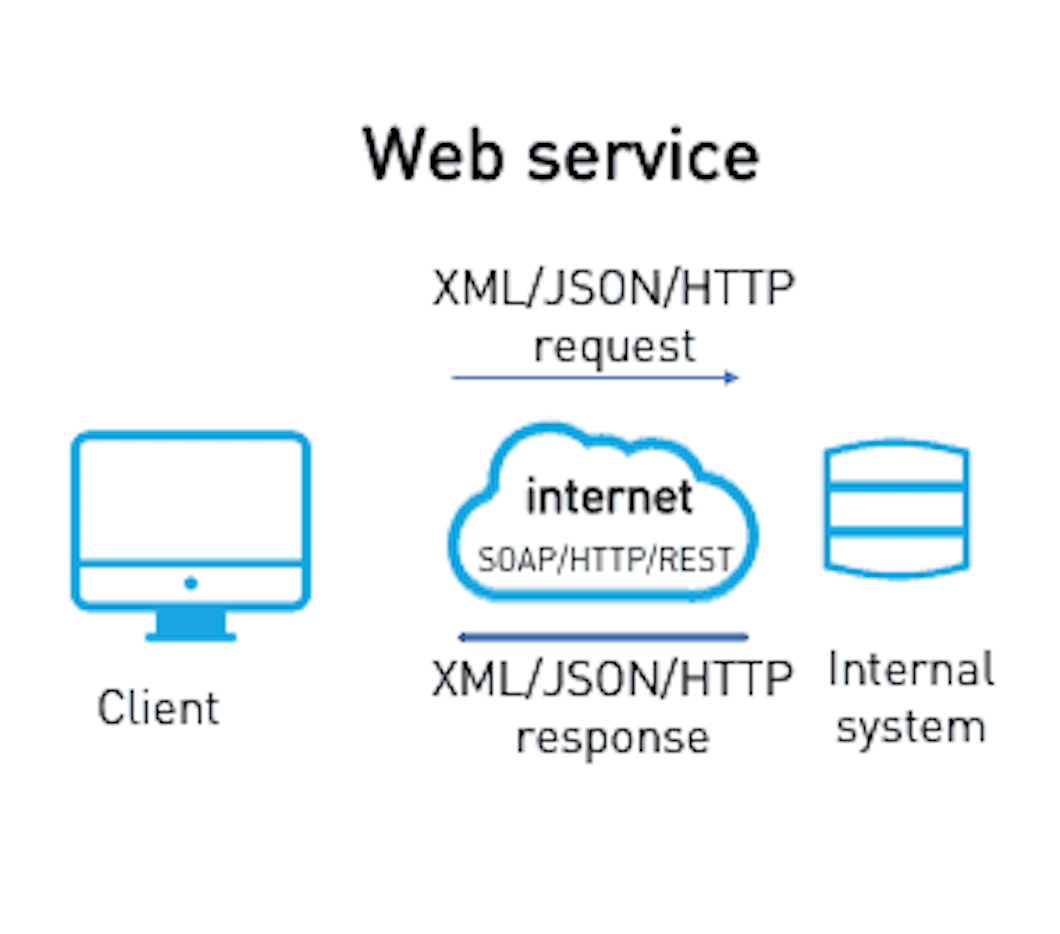 Web service
XML/JSON/HTTP
request
internet
SOAP/HTTP/REST
XML/JSON/HTTP
response
Client
Internal
system